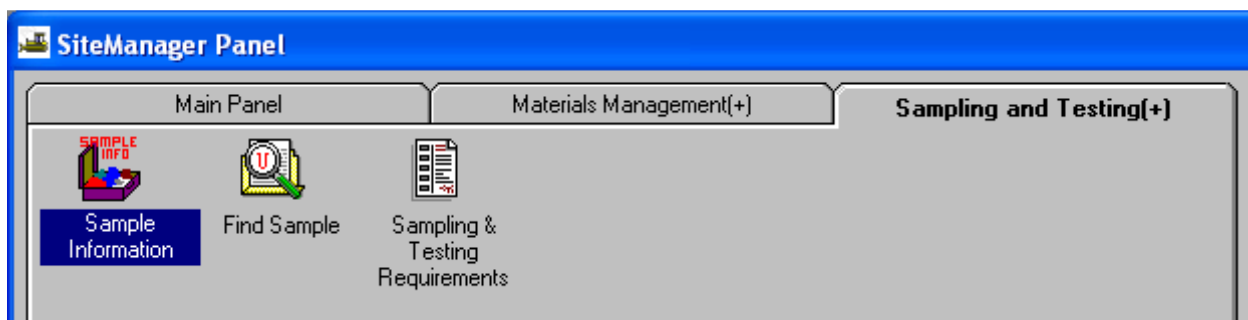 SiteManager Panel
Main Panel
Materials Management(+)
Sampling and Testing(+)
SAMPLE
INFO
U
Sample
Information
Find Sample
Sampling &
Testing
Requirements